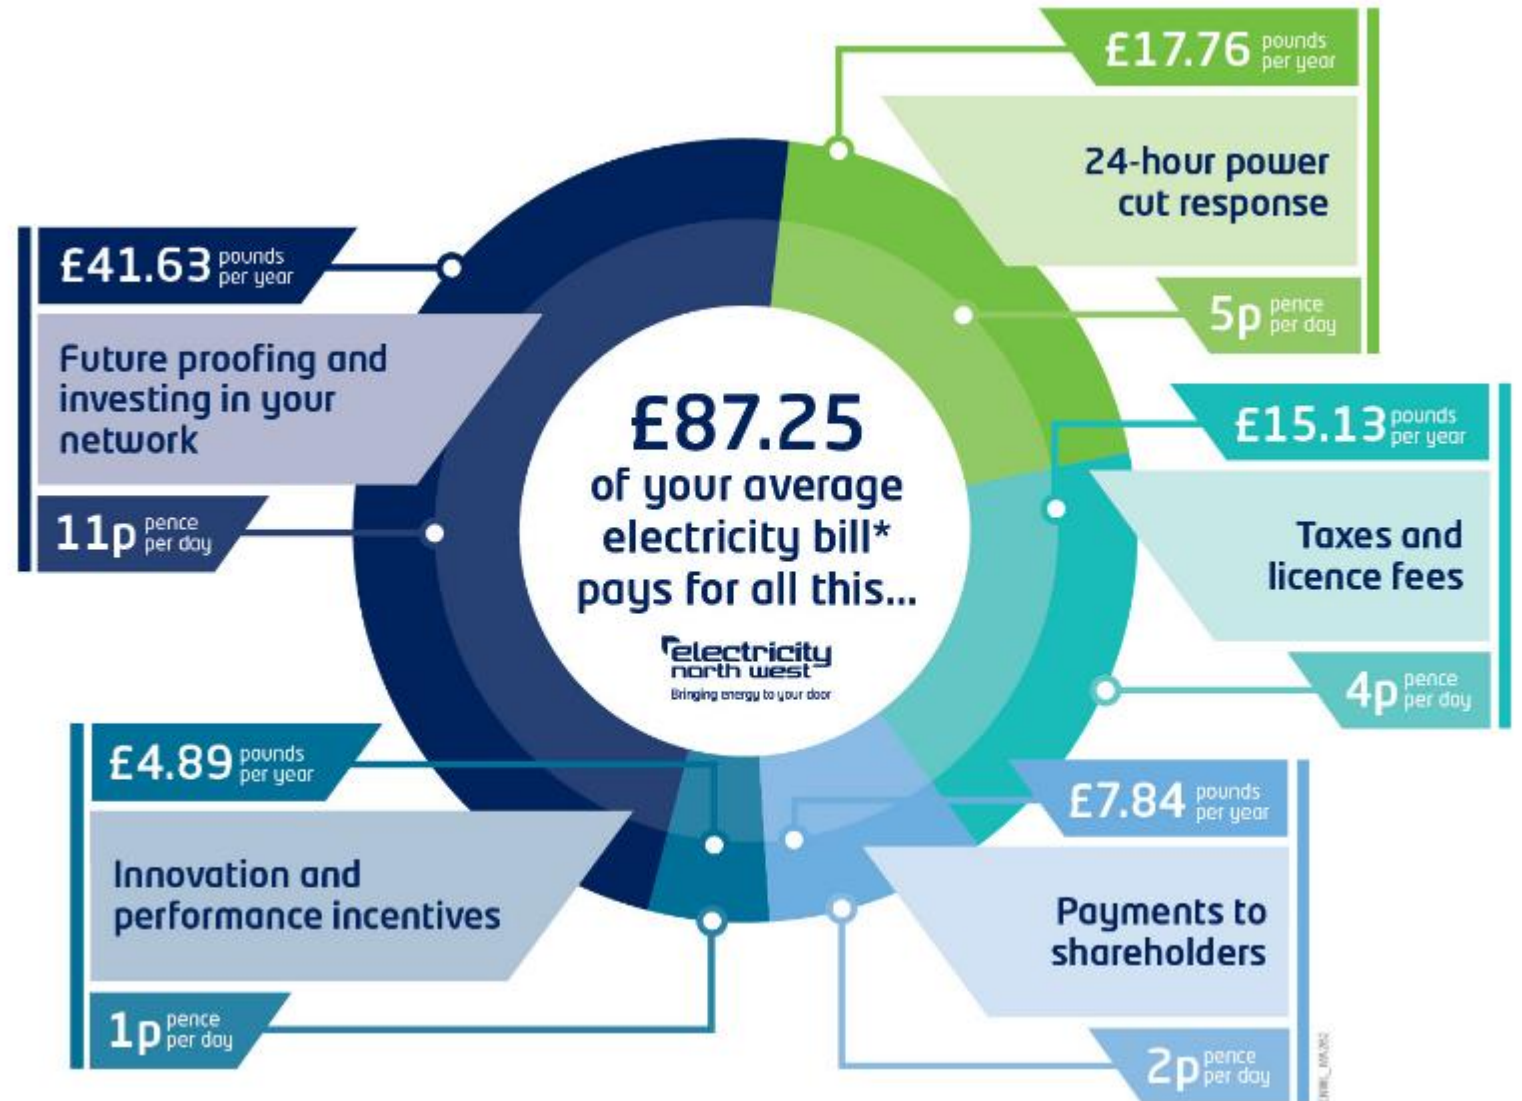 £17.76 pounds
per year
24-hour power
cut response
5p pence
per day
£41.63 pounds
per year
Future proofing and
investing in your
network
11p pence
per day
£87.25
of your average
electricity bill*
pays for all this...
electricity
north west
Bringing energy to your door
£15.13 pounds
per year
Taxes and
licence fees
4p pence
per day
£4.89 pounds
per year
Innovation and
performance incentives
1p pence
per day
£7.84 pounds
per year
Payments to
shareholders
2p pence
per day